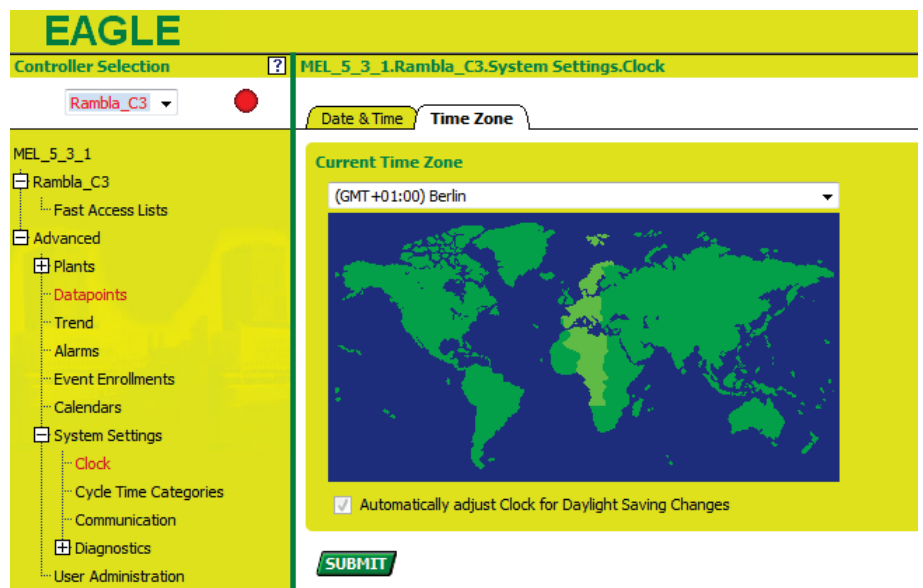 EAGLE
Controller Selection ?
Rambla_C3
MEL_5_3_1
Rambla_C3
Fast Access Lists
Advanced
Plants
Datapoints
Trend
Alarms
Event Enrollments
Calendars
System Settings
Clock
Cycle Time Categories
Communication
Diagnostics
User Administration
MEL_5_3_1.Rambla_C3.System Settings.Clock
Date & Time
Time Zone
Current Time Zone
(GMT+01:00) Berlin
Automatically adjust Clock for Daylight Saving Changes
SUBMIT